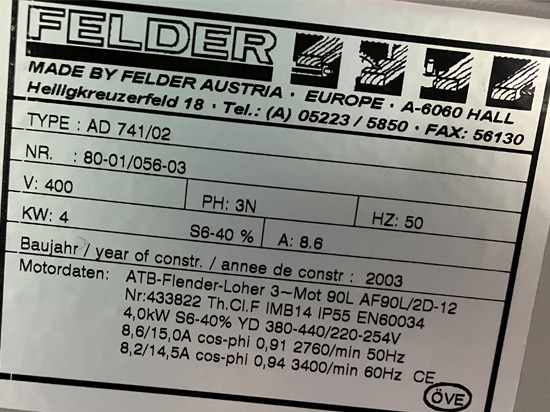 FELDER
MADE BY FELDER AUSTRIA · EUROPE · A-6060 HALL
Heiligkreuzerfeld 18 · Tel.: (A) 05223 / 5850 · FAX: 56130
TYPE : AD 741/02
NR. : 80-01/056-03
V: 400 PH: 3N HZ: 50
KW: 4 S6-40 % A: 8.6
Baujahr / year of constr. / annee de constr : 2003
Motordaten: ATB-Flender-Loher 3~Mot 90L AF90L/2D-12
Nr:433822 Th.Cl.F IMB14 IP55 EN60034
4,0kW S6-40% YD 380-440/220-254V
8,6/15,0A cos-phi 0,91 2760/min 50Hz
8,2/14,5A cos-phi 0,94 3400/min 60Hz CE
ÖVE